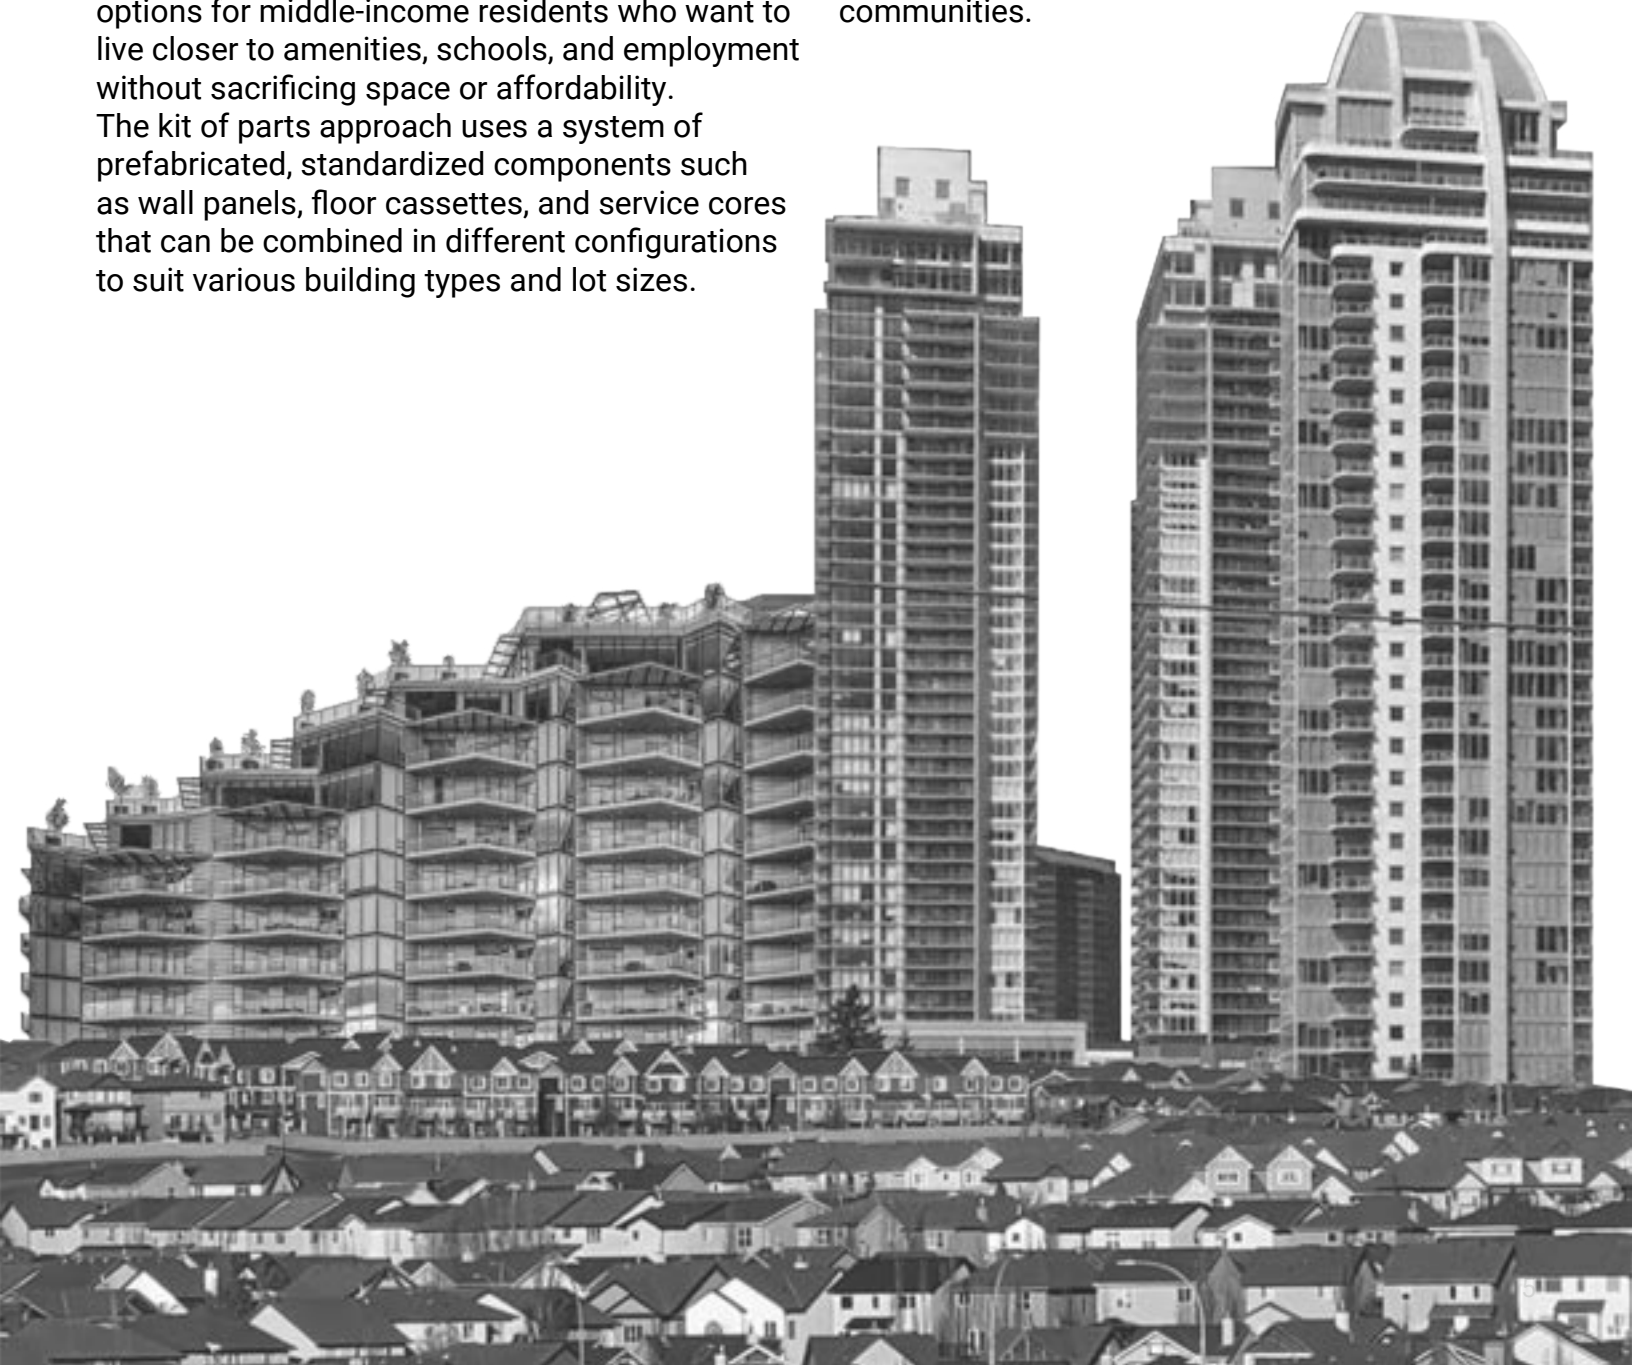 options for middle-income residents who want to
live closer to amenities, schools, and employment
without sacrificing space or affordability.
The kit of parts approach uses a system of
prefabricated, standardized components such
as wall panels, floor cassettes, and service cores
that can be combined in different configurations
to suit various building types and lot sizes.
communities.
5